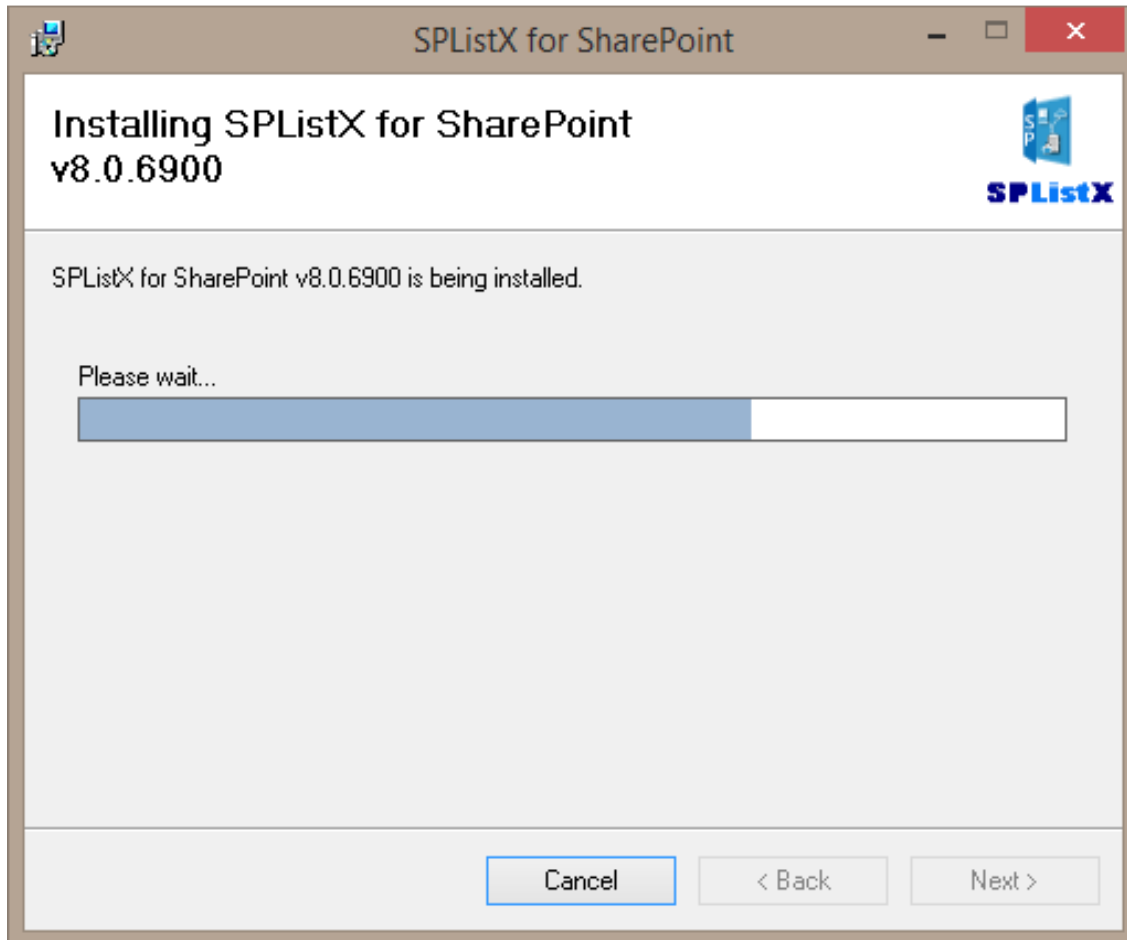 SPListX for SharePoint
Installing SPListX for SharePoint
v8.0.6900
S
P
SPListX
SPListX for SharePoint v8.0.6900 is being installed.
Please wait...
Cancel
< Back
Next >